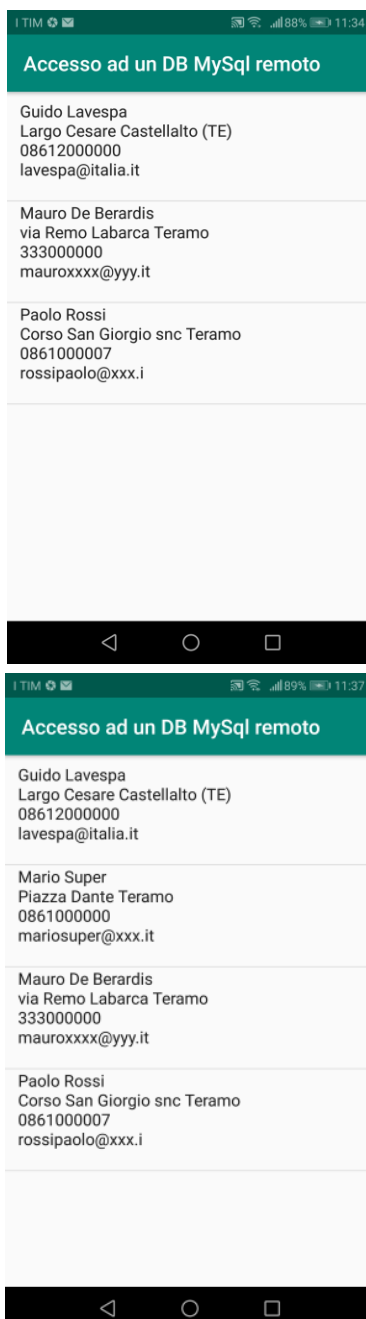 I TIM 88% 11:34
Accesso ad un DB MySql remoto
Guido Lavespa
Largo Cesare Castellalto (TE)
08612000000
lavespa@italia.it
Mauro De Berardis
via Remo Labarca Teramo
333000000
mauroxxxx@yyy.it
Paolo Rossi
Corso San Giorgio snc Teramo
0861000007
rossipaolo@xxx.i
I TIM 89% 11:37
Accesso ad un DB MySql remoto
Guido Lavespa
Largo Cesare Castellalto (TE)
08612000000
lavespa@italia.it
Mario Super
Piazza Dante Teramo
0861000000
mariosuper@xxx.it
Mauro De Berardis
via Remo Labarca Teramo
333000000
mauroxxxx@yyy.it
Paolo Rossi
Corso San Giorgio snc Teramo
0861000007
rossipaolo@xxx.i